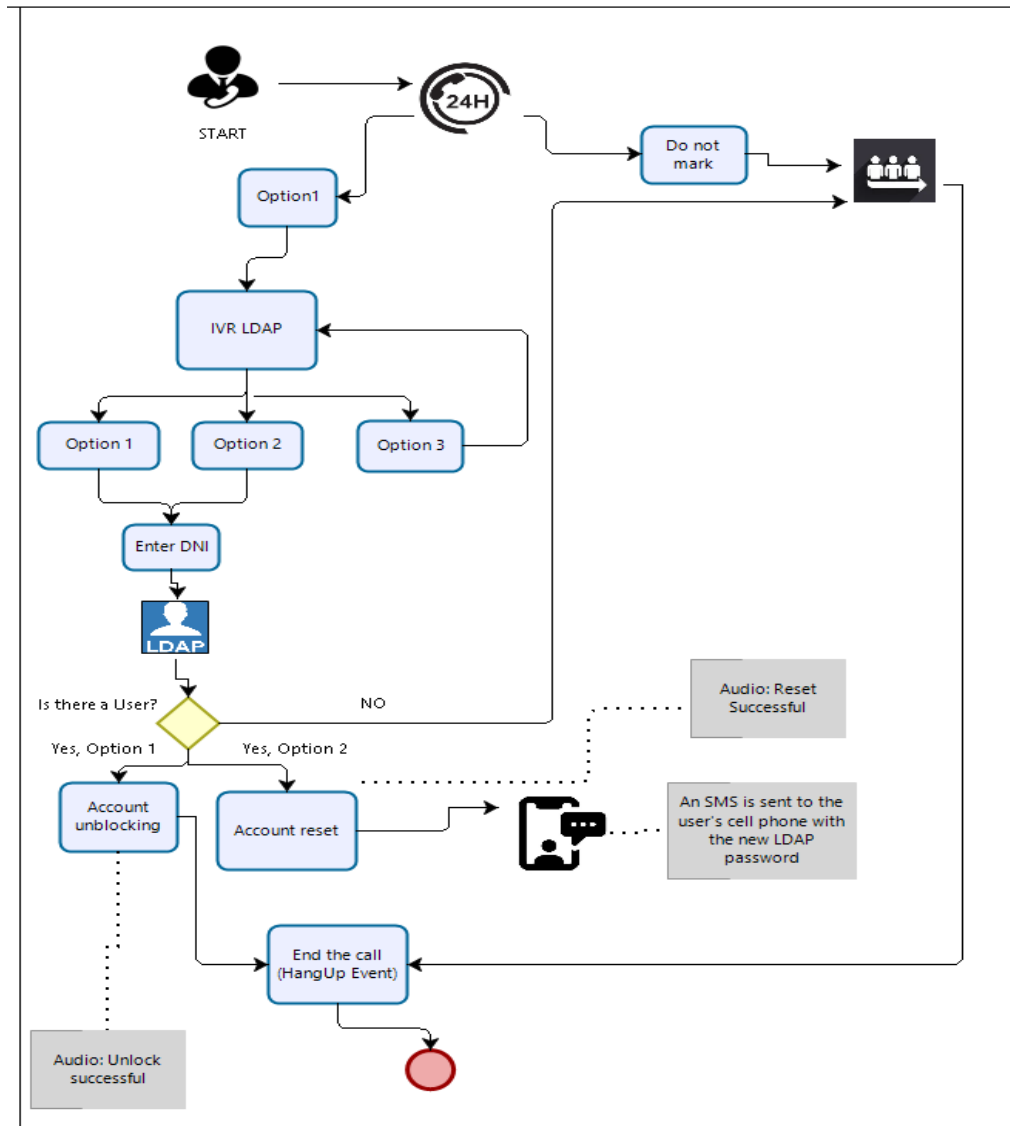 24H
START
Do not
mark
Option1
IVR LDAP
Option 1
Option 2
Option 3
Enter DNI
LDAP
Is there a User?
NO
Audio: Reset
Successful
Yes, Option 1
Yes, Option 2
Account
unblocking
Account reset
An SMS is sent to the
user's cell phone with
the new LDAP
password
End the call
(HangUp Event)
Audio: Unlock
successful